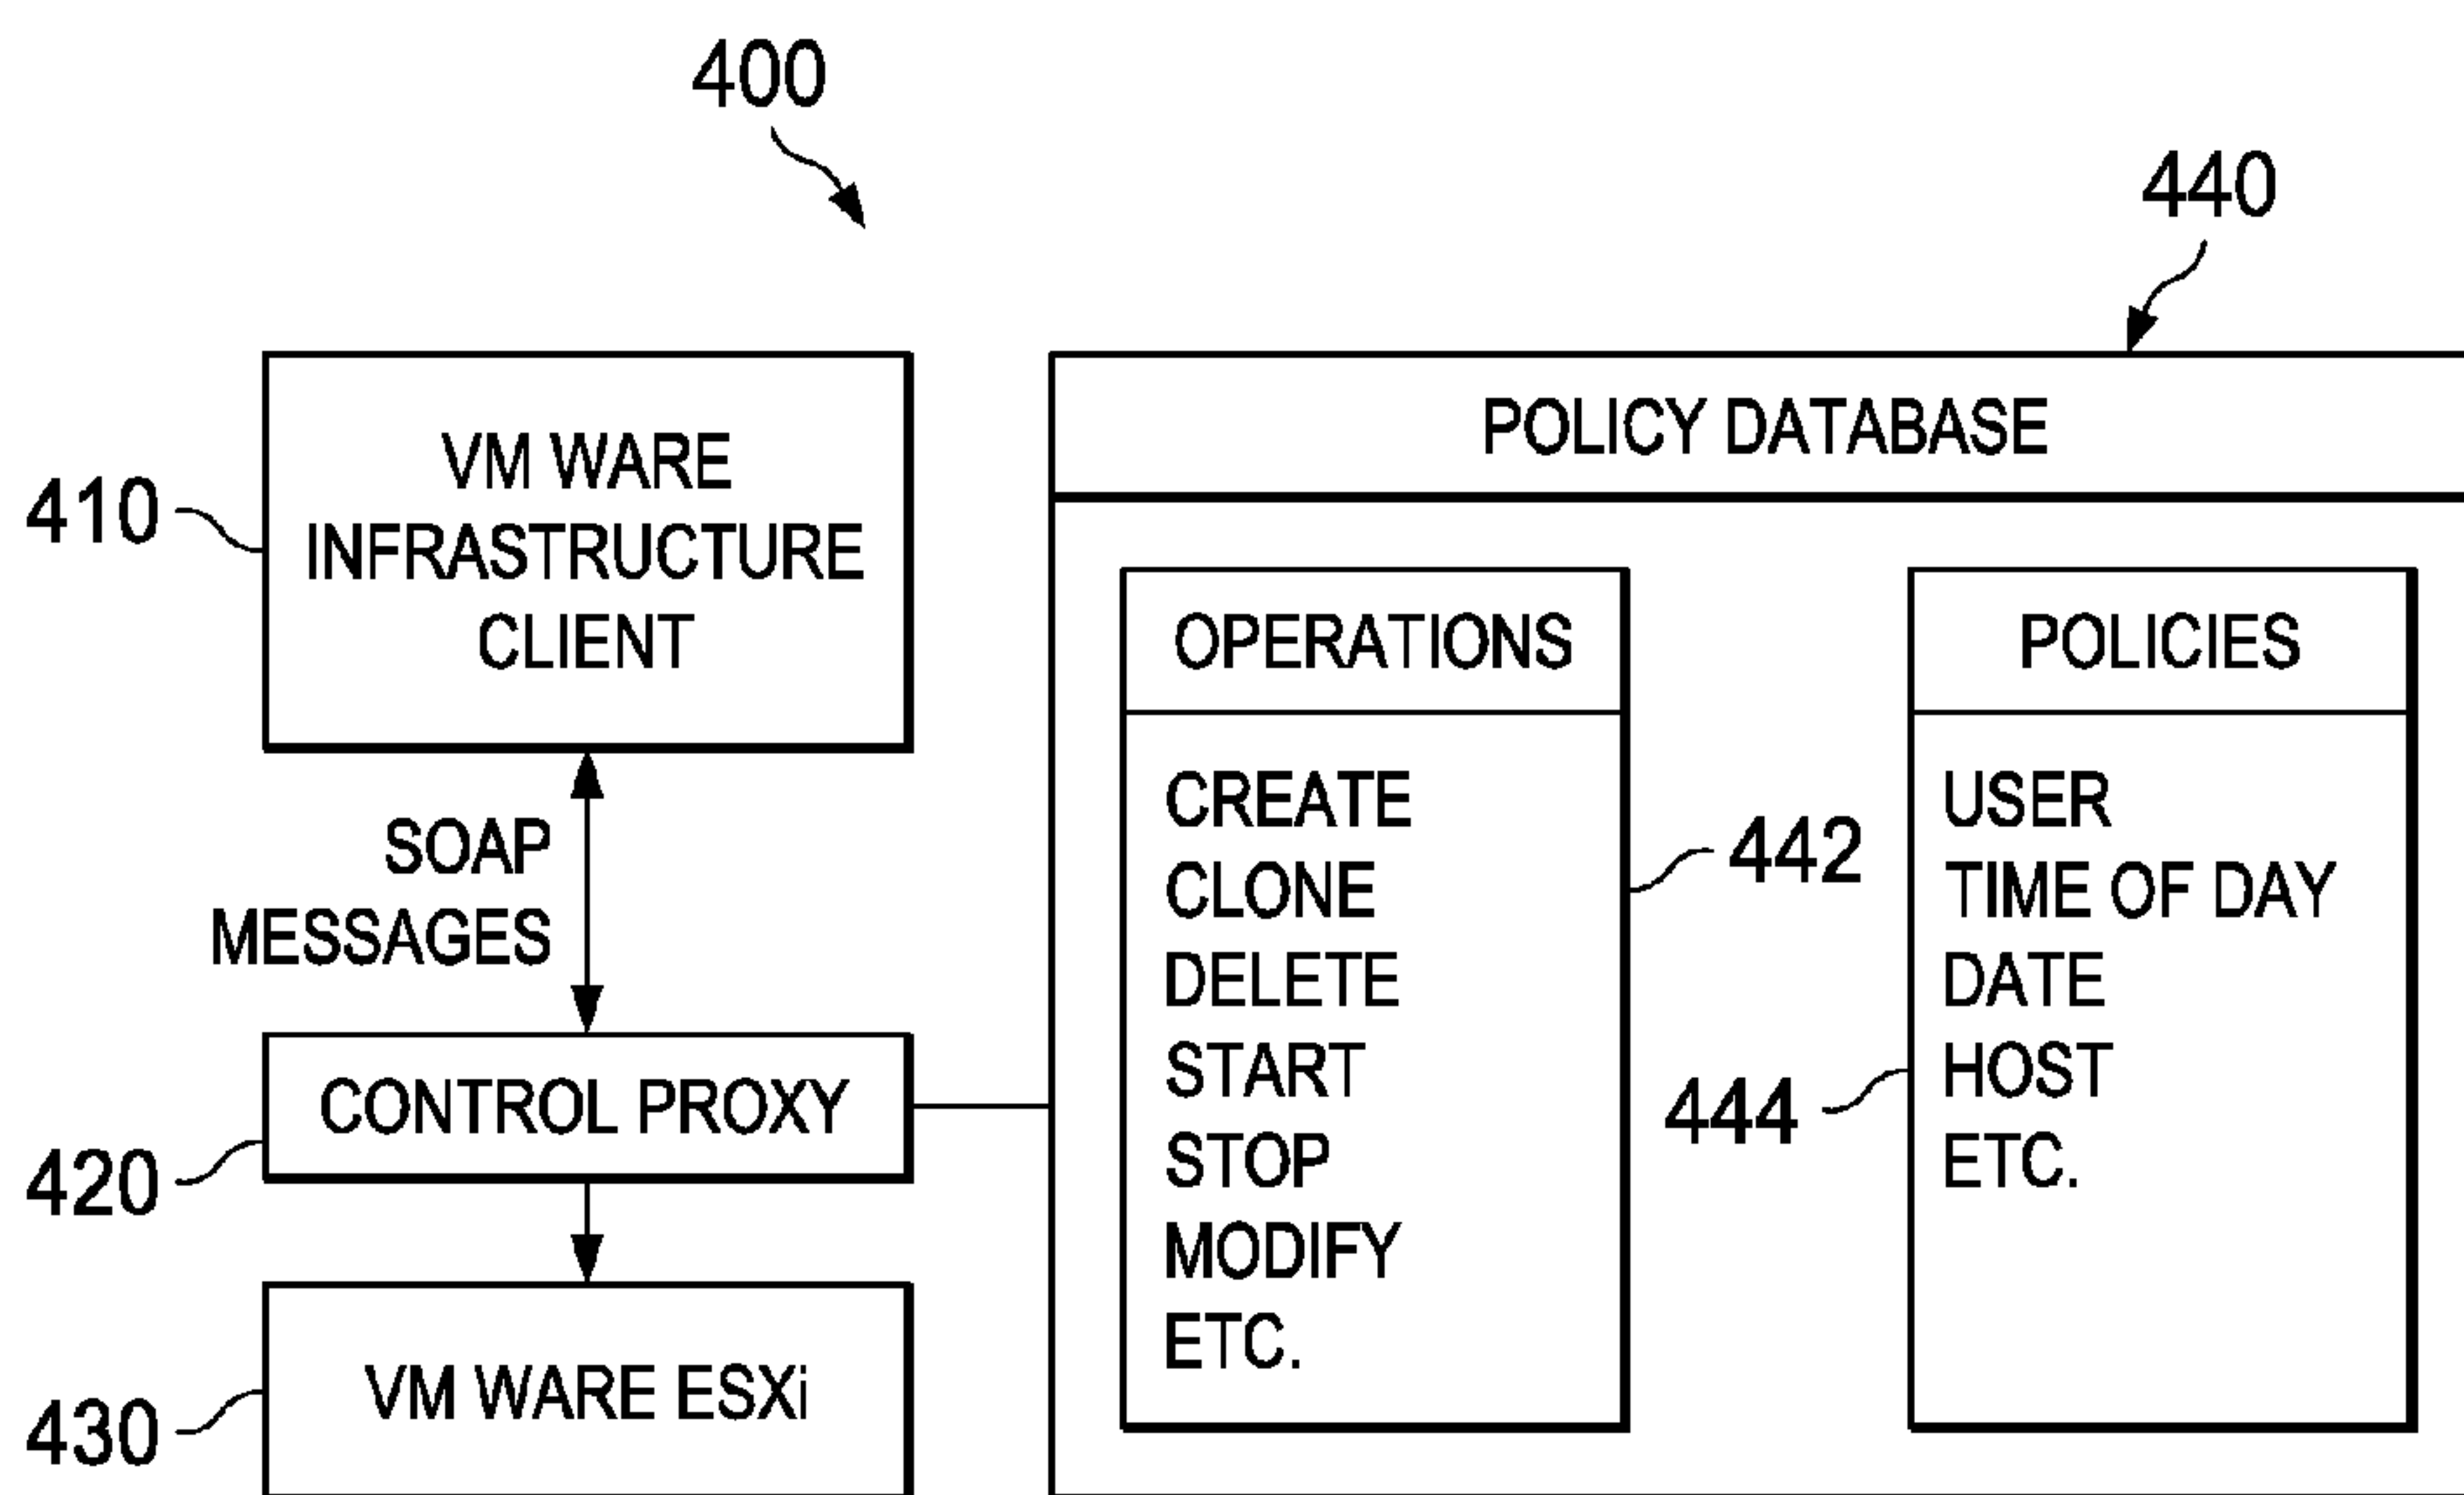 400
440
410
VM WARE
INFRASTRUCTURE
CLIENT
SOAP
MESSAGES
420
CONTROL PROXY
430
VM WARE ESXi
POLICY DATABASE
OPERATIONS
CREATE
CLONE
DELETE
START
STOP
MODIFY
ETC.
442
POLICIES
USER
TIME OF DAY
DATE
HOST
ETC.
444